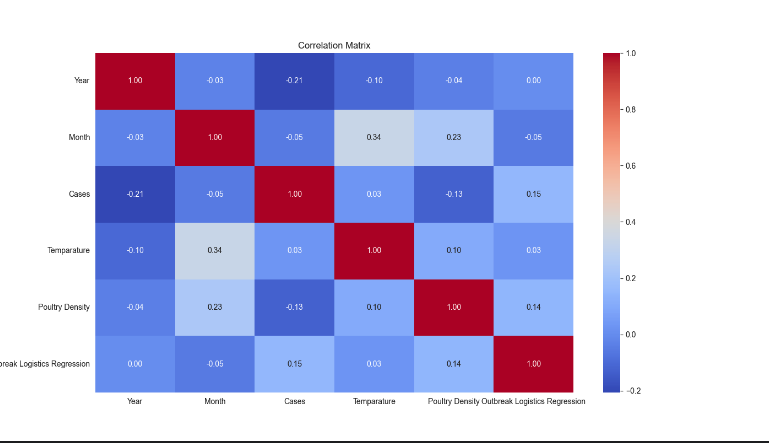 Correlation Matrix
Year 1.00 -0.03 -0.21 -0.10 -0.04 0.00
Month -0.03 1.00 -0.05 0.34 0.23 -0.05
Cases -0.21 -0.05 1.00 0.03 -0.13 0.15
Temparature -0.10 0.34 0.03 1.00 0.10 0.03
Poultry Density -0.04 0.23 -0.13 0.10 1.00 0.14
break Logistics Regression 0.00 -0.05 0.15 0.03 0.14 1.00
Year Month Cases Temparature Poultry Density Outbreak Logistics Regression
1.0
0.8
0.6
0.4
0.2
0.0
-0.2